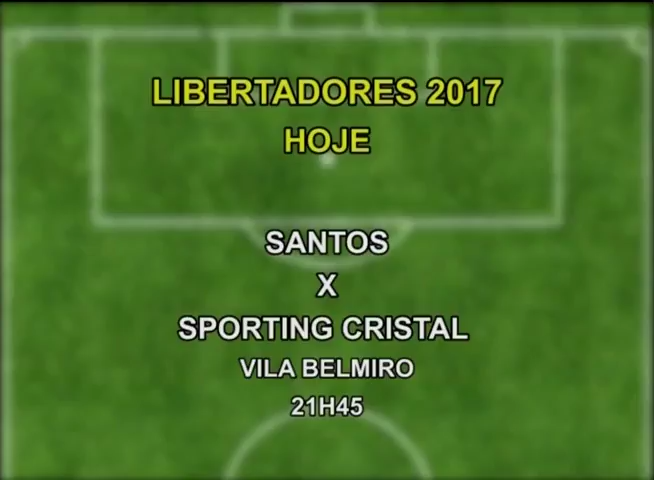 LIBERTADORES 2017
HOJE
SANTOS
X
SPORTING CRISTAL
VILA BELMIRO
21H45